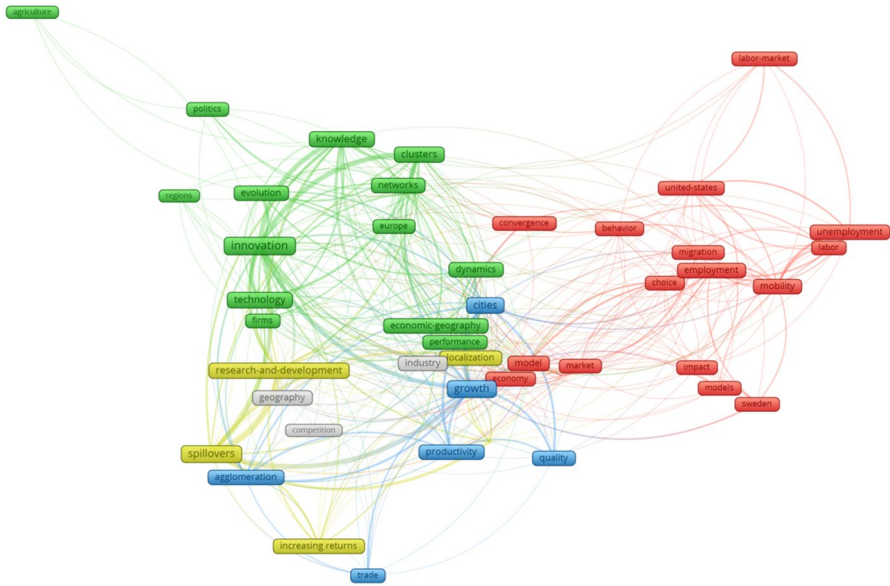 agriculture
labor-market
politics
knowledge
clusters
networks
united-states
evolution
regions
europe
convergence
behavior
unemployment
innovation
labor
migration
dynamics
employment
choice
mobility
technology
cities
firms
economic-geography
performance
localization
industry
model
market
research-and-development
economy
impact
growth
models
geography
sweden
competition
spillovers
productivity
quality
agglomeration
increasing returns
trade